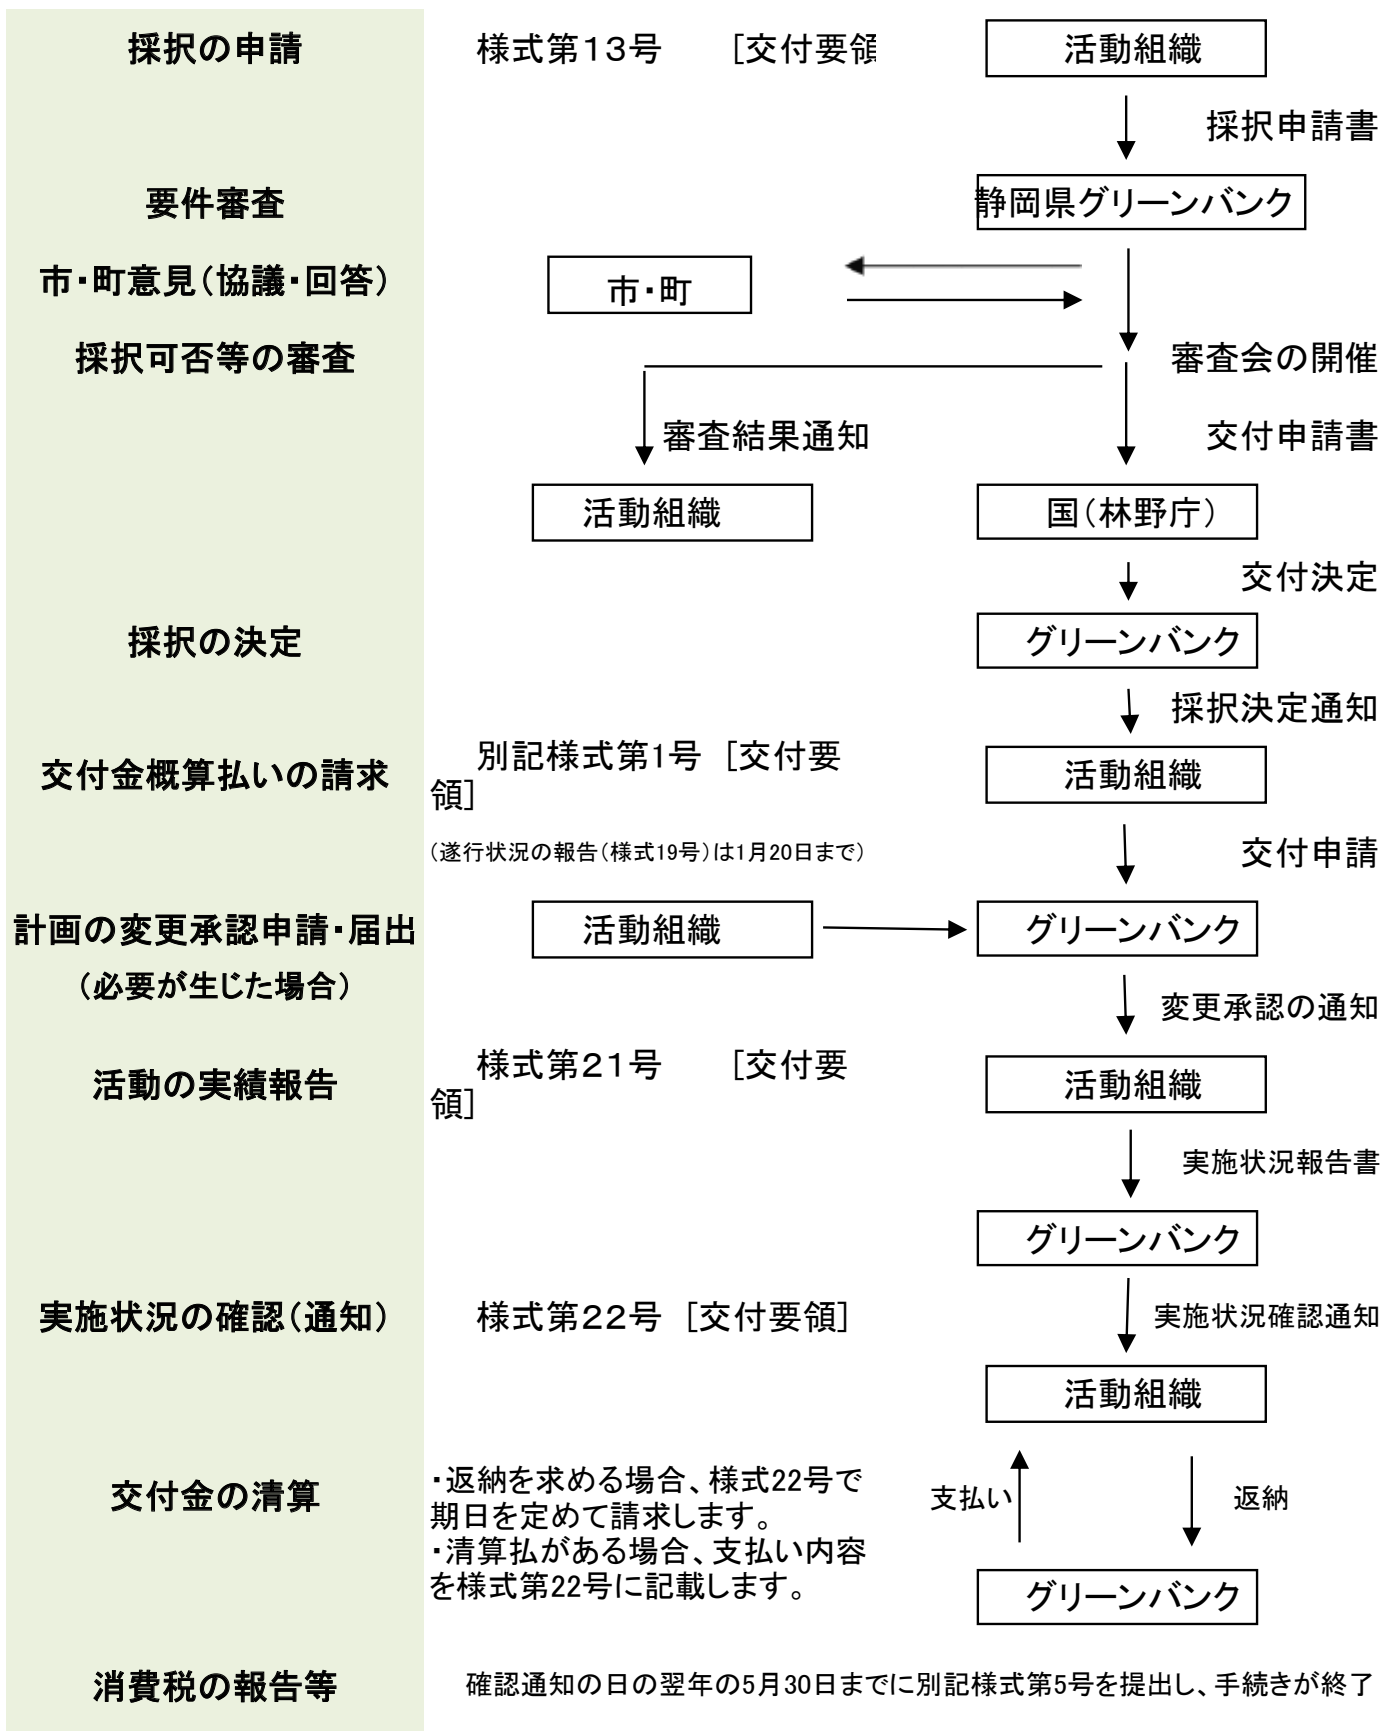 採択の申請
様式第13号　　［交付要領
活動組織
採択申請書
要件審査
静岡県グリーンバンク
市・町意見（協議・回答）
市・町
採択可否等の審査
審査会の開催
審査結果通知
交付申請書
活動組織
国（林野庁）
交付決定
採択の決定
グリーンバンク
採択決定通知
交付金概算払いの請求
別記様式第1号　［交付要
領］
活動組織
（遂行状況の報告（様式19号）は1月20日まで）
交付申請
計画の変更承認申請・届出
（必要が生じた場合）
活動組織
グリーンバンク
変更承認の通知
活動の実績報告
様式第21号　　［交付要
領］
活動組織
実施状況報告書
グリーンバンク
実施状況の確認（通知）
様式第22号　［交付要領］
実施状況確認通知
活動組織
交付金の清算
・返納を求める場合、様式22号で
期日を定めて請求します。
・清算払がある場合、支払い内容
を様式第22号に記載します。
支払い
返納
グリーンバンク
消費税の報告等
確認通知の日の翌年の5月30日までに別記様式第5号を提出し、手続きが終了